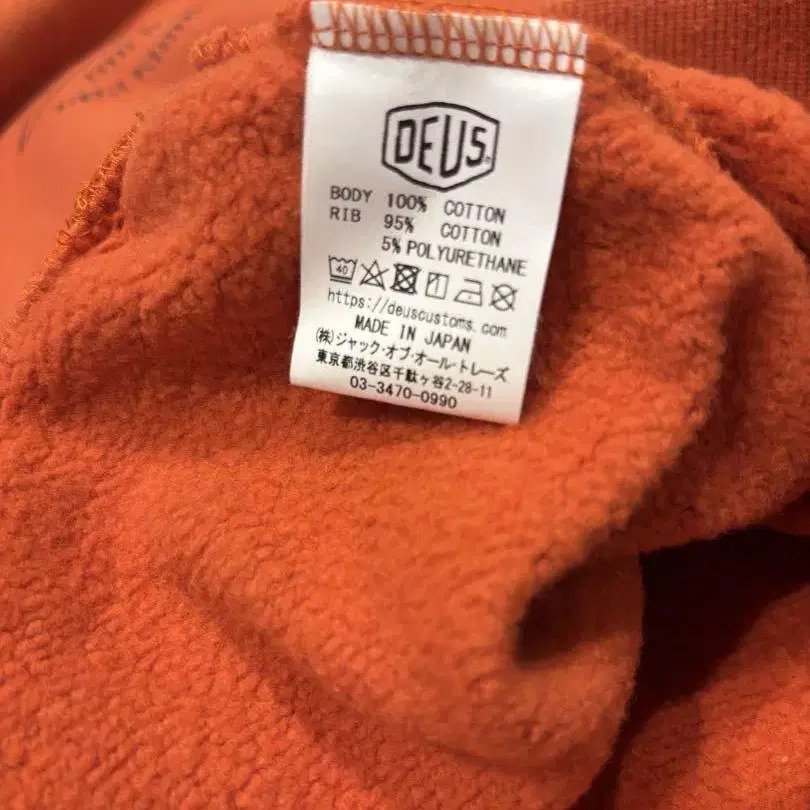 DEUS.
BODY 100% COTTON
RIB 95% COTTON
5% POLYURETHANE
40
https://deuscustoms.com
MADE IN JAPAN
(株)ジャック・オブ・オール・トレーズ
東京都渋谷区千駄ヶ谷2-28-11
03-3470-0990